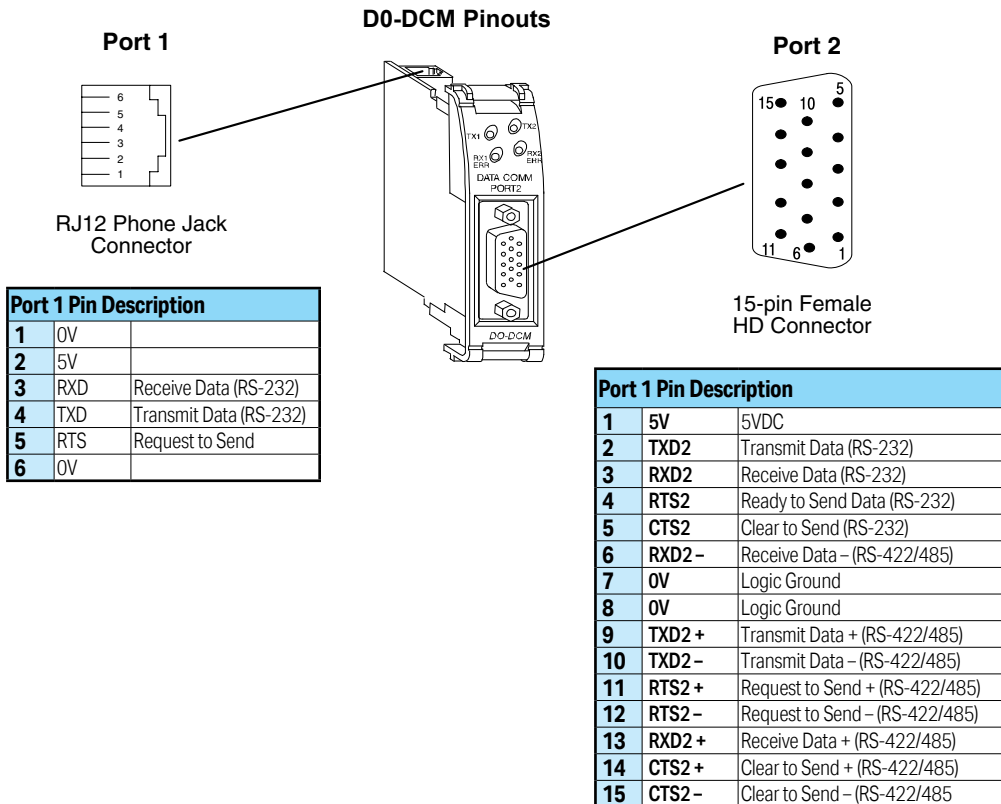 D0-DCM Pinouts
Port 1
6
5
4
3
2
1
RJ12 Phone Jack
Connector
TX1 TX2
RX1 ERR RX2 ERR
DATA COMM
PORT2
DO-DCM
Port 2
15 10 5
11 6 1
15-pin Female
HD Connector
Port 1 Pin Description
1 0V
2 5V
3 RXD Receive Data (RS-232)
4 TXD Transmit Data (RS-232)
5 RTS Request to Send
6 0V
Port 1 Pin Description
1 5V 5VDC
2 TXD2 Transmit Data (RS-232)
3 RXD2 Receive Data (RS-232)
4 RTS2 Ready to Send Data (RS-232)
5 CTS2 Clear to Send (RS-232)
6 RXD2 – Receive Data – (RS-422/485)
7 0V Logic Ground
8 0V Logic Ground
9 TXD2 + Transmit Data + (RS-422/485)
10 TXD2 – Transmit Data – (RS-422/485)
11 RTS2 + Request to Send + (RS-422/485)
12 RTS2 – Request to Send – (RS-422/485)
13 RXD2 + Receive Data + (RS-422/485)
14 CTS2 + Clear to Send + (RS-422/485)
15 CTS2 – Clear to Send – (RS-422/485